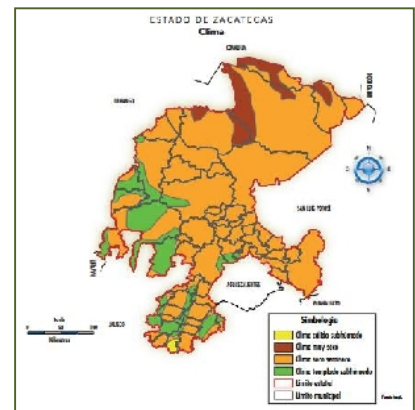 ESTADO DE ZACATECAS
Clima
COAHUILA
DURANGO
N
SAN LUIS POTOSÍ
NAYARIT
JALISCO
AGUASCALIENTES
GUANAJUATO
Simbología
Clima cálido subhúmedo
Clima muy seco
Clima seco semiseco
Clima templado subhúmedo
Límite estatal
Límite municipal